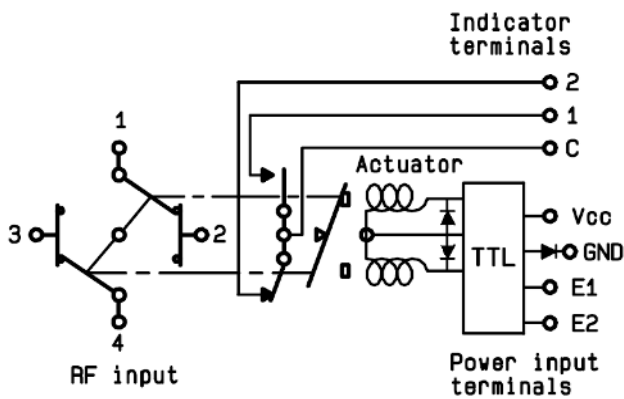 Indicator
terminals
2
1
C
1
Actuator
3
2
TTL
Vcc
GND
E1
E2
4
RF input
Power input
terminals